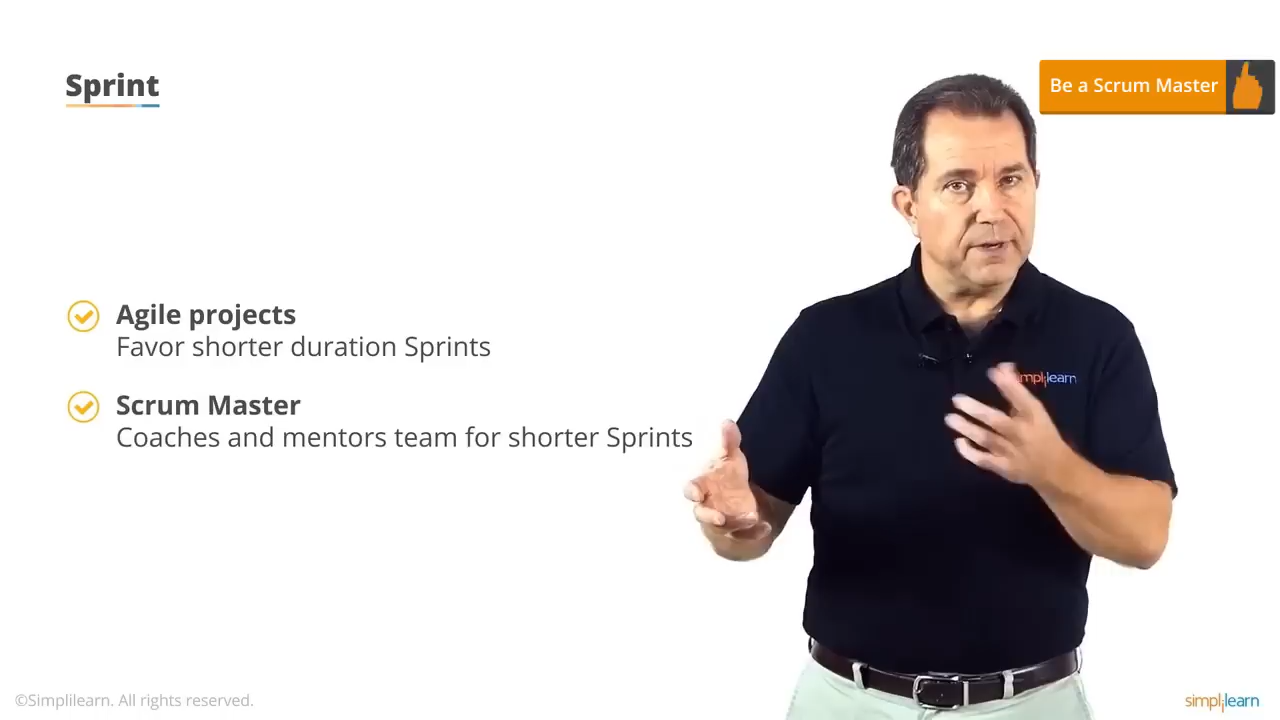 Sprint
Be a Scrum Master
Agile projects
Favor shorter duration Sprints
Scrum Master
Coaches and mentors team for shorter Sprints
simplilearn
©Simplilearn. All rights reserved.
simplilearn